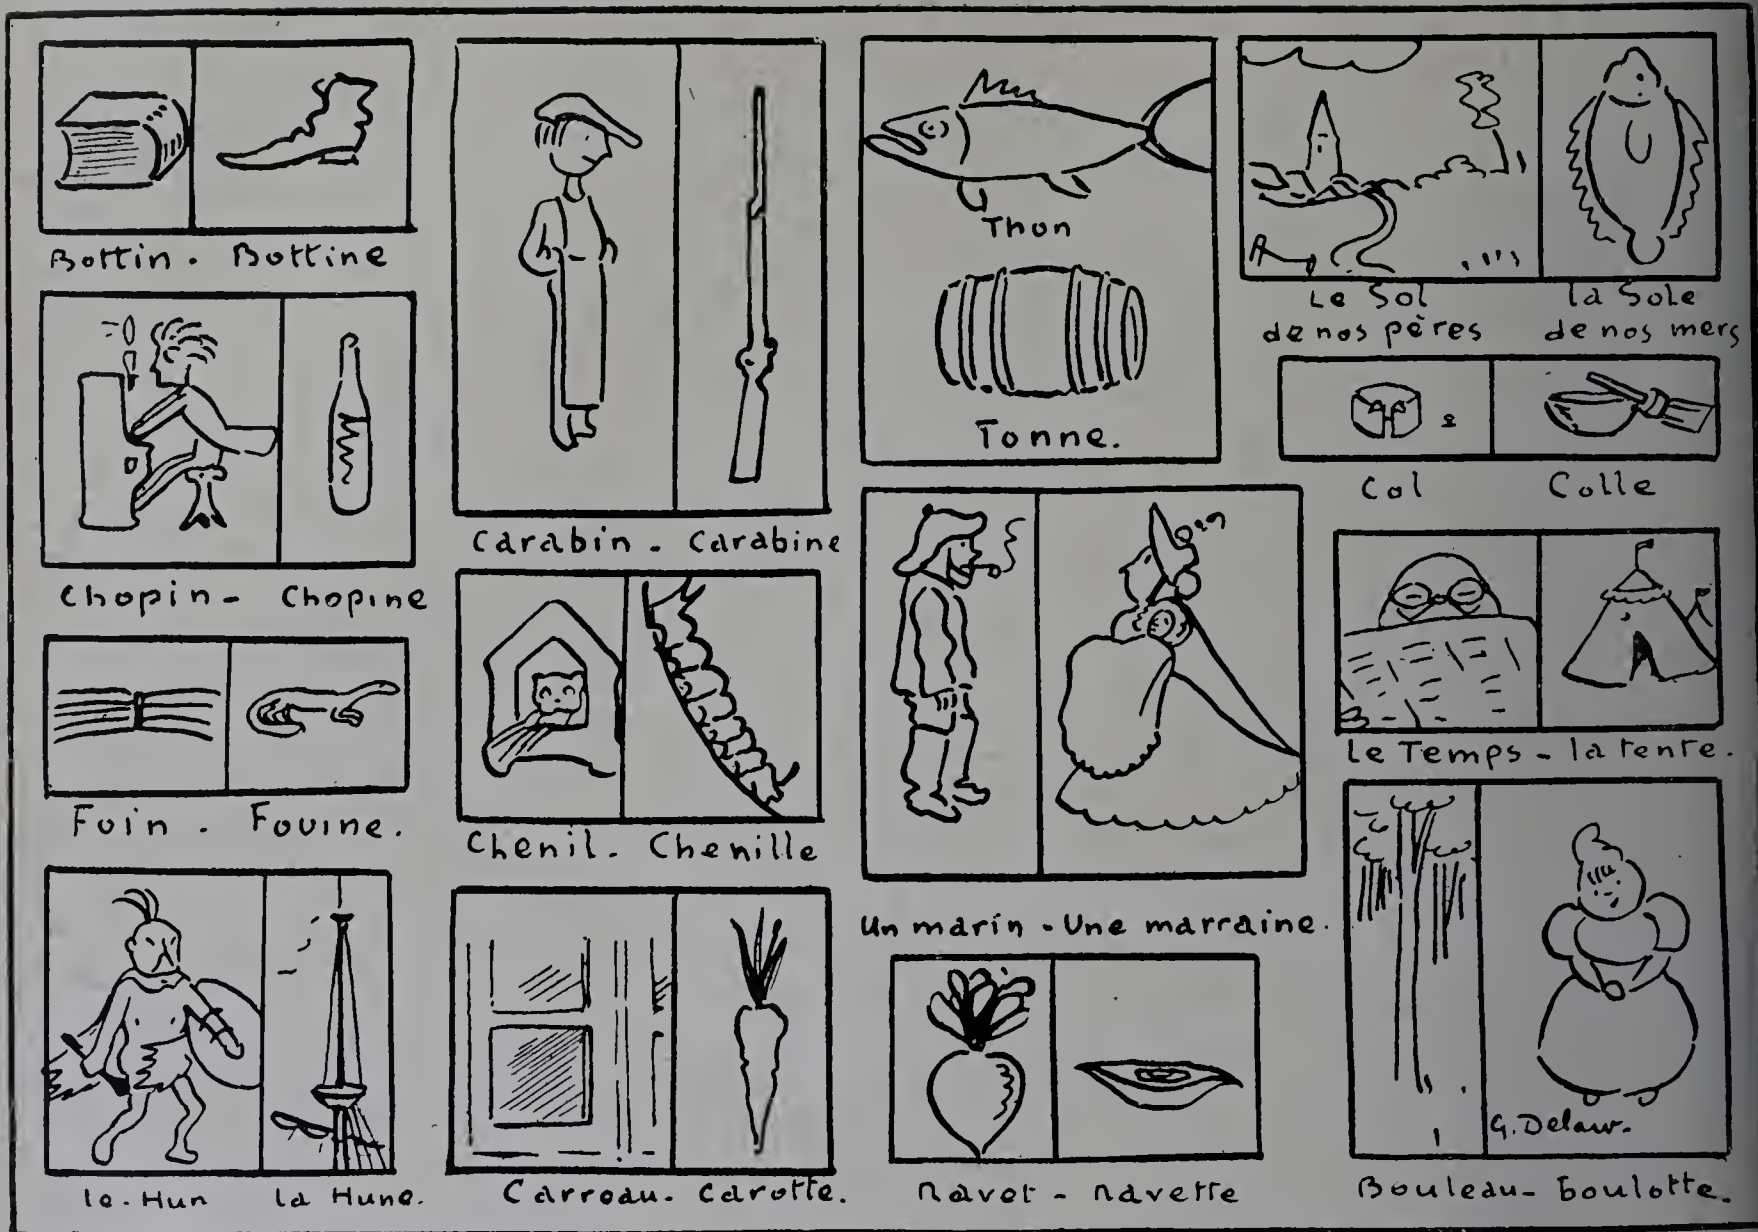 Bottin - Bottine
Chopin - Chopine
Foin - Fouine.
le Hun la Hune.
Carabin - Carabine
Chenil - Chenille
Carreau - Carotte.
Thon
Tonne.
Un marin - Une marraine.
Navet - Navette
Le Sol la Sole
de nos pères de nos mers
Col Colle
Le Temps - la tente.
G. Delaw.
Bouleau - boulotte.